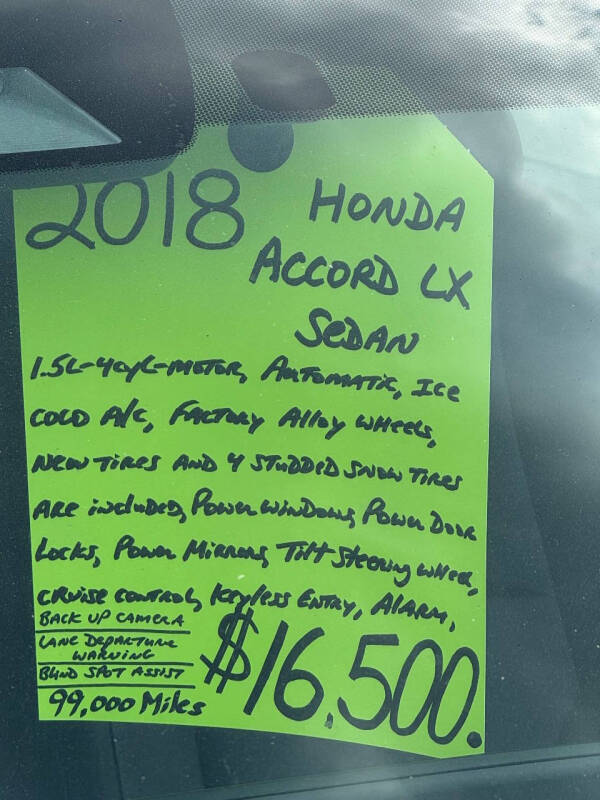 2018 HONDA
ACCORD LX
SEDAN
1.5L-4cyl-MOTOR, AUTOMATIC, ICE
COLD A/C, FACTORY Alloy WHEELS,
NEW TIRES AND 4 STUDDED SNOW TIRES
ARE iNcluDeD, Power WiNDows, Power Door
Locks, Power MIRRORS, Tilt Steering wHeel,
CRUISE CONTROL, Keyless ENTRY, ALARM,
BACK UP CAMERA
LANE DEPARTURE
WARNING
BLIND SPOT ASSIST
99,000 Miles
$16,500.